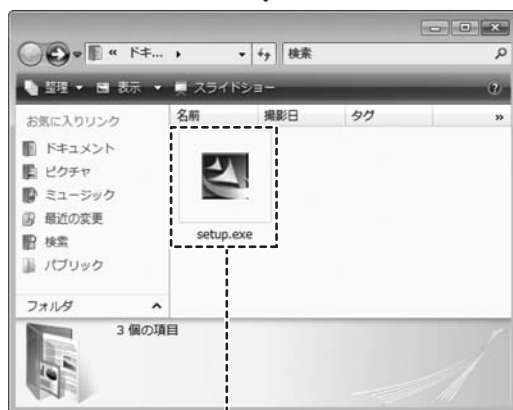 « ドキ...
検索
整理 表示 スライドショー
お気に入りリンク
ドキュメント
ピクチャ
ミュージック
最近の変更
検索
パブリック
フォルダ
名前 撮影日 タグ »
setup.exe
3 個の項目